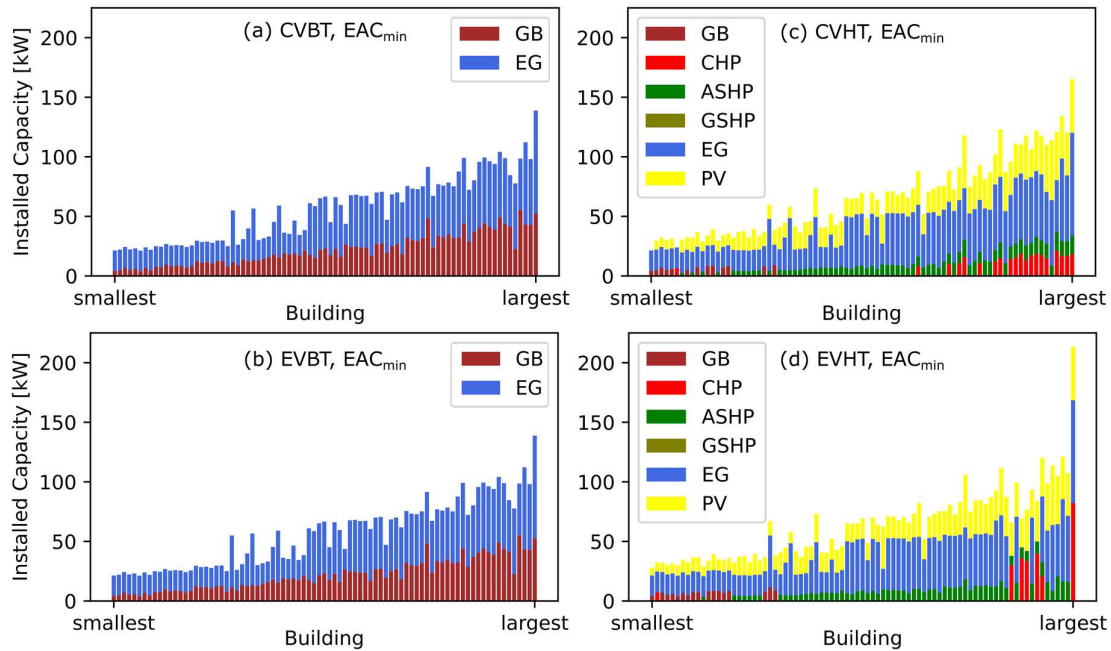 (a) CVBT, EACmin
GB
EG
Installed Capacity [kW]
200
150
100
50
0
smallest
largest
Building
(c) CVHT, EACmin
GB
CHP
ASHP
GSHP
EG
PV
200
150
100
50
0
smallest
largest
Building
(b) EVBT, EACmin
GB
EG
Installed Capacity [kW]
200
150
100
50
0
smallest
largest
Building
(d) EVHT, EACmin
GB
CHP
ASHP
GSHP
EG
PV
200
150
100
50
0
smallest
largest
Building